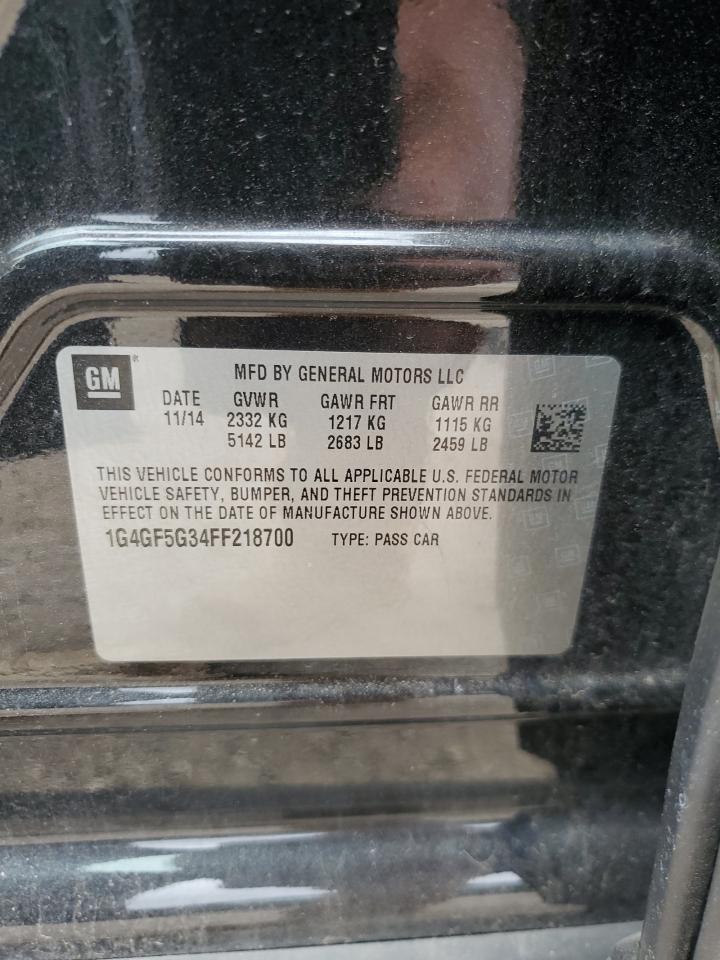 GM
MFD BY GENERAL MOTORS LLC
DATE GVWR GAWR FRT GAWR RR
11/14 2332 KG 1217 KG 1115 KG
5142 LB 2683 LB 2459 LB
THIS VEHICLE CONFORMS TO ALL APPLICABLE U.S. FEDERAL MOTOR
VEHICLE SAFETY, BUMPER, AND THEFT PREVENTION STANDARDS IN
EFFECT ON THE DATE OF MANUFACTURE SHOWN ABOVE.
1G4GF5G34FF218700 TYPE: PASS CAR